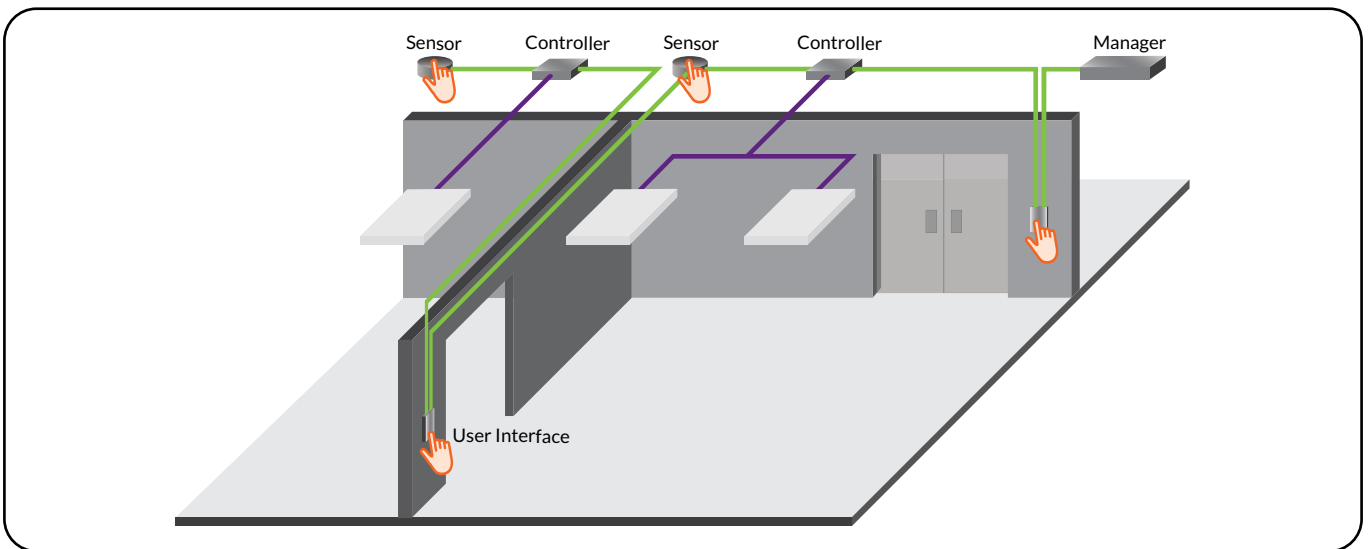 Sensor
Controller
Sensor
Controller
Manager
User Interface